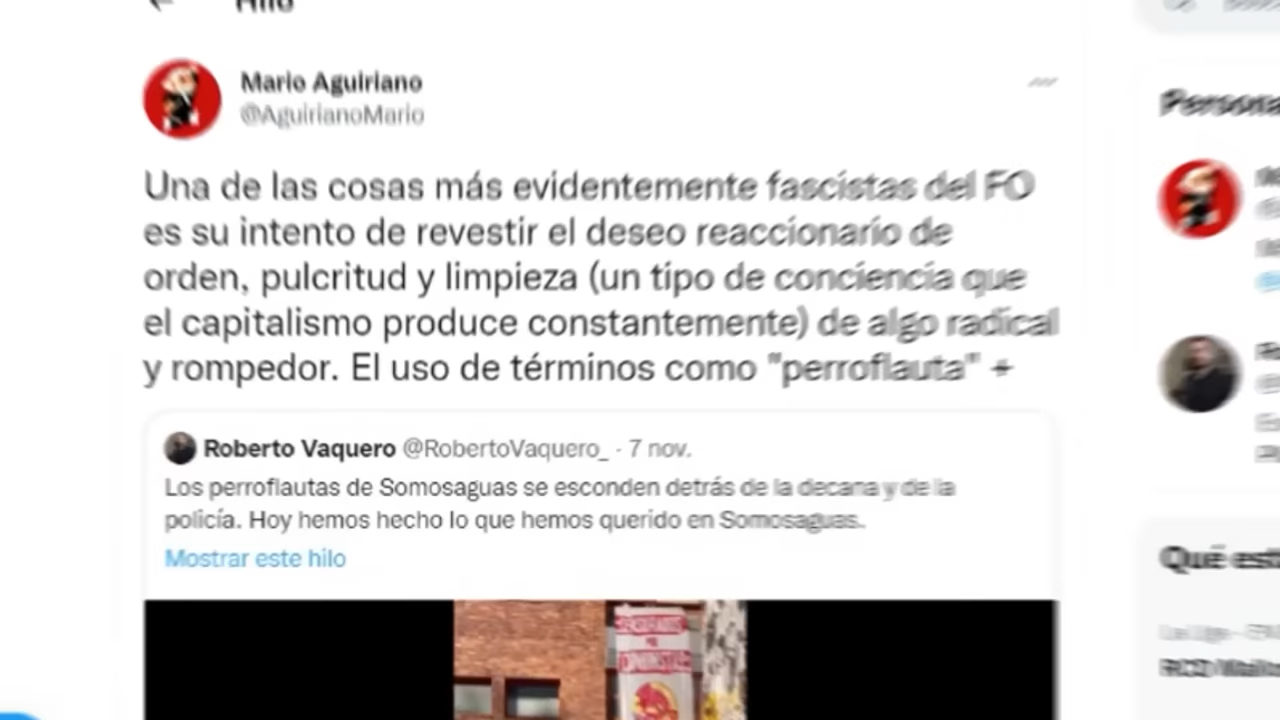 Hilo
Mario Aguiriano
@AguirianoMario
Una de las cosas más evidentemente fascistas del FO
es su intento de revestir el deseo reaccionario de
orden, pulcritud y limpieza (un tipo de conciencia que
el capitalismo produce constantemente) de algo radical
y rompedor. El uso de términos como "perroflauta" +
Roberto Vaquero @RobertoVaquero_ · 7 nov.
Los perroflautas de Somosaguas se esconden detrás de la decana y de la
policía. Hoy hemos hecho lo que hemos querido en Somosaguas.
Mostrar este hilo
Persona
Qué est